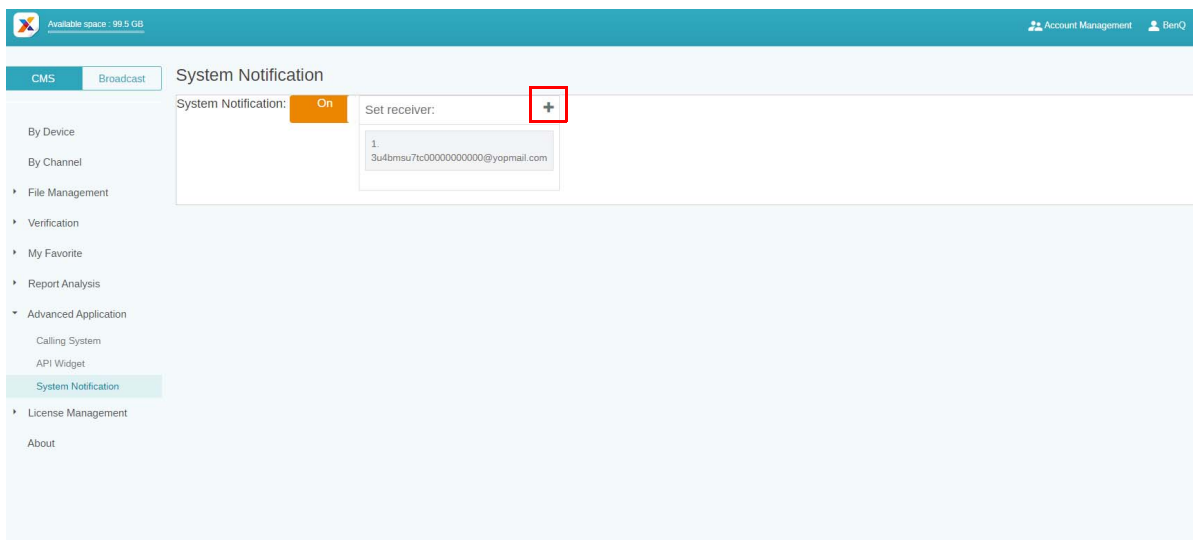 Available space : 99.5 GB
Account Management
BenQ
CMS
Broadcast
System Notification
System Notification:
On
Set receiver:
1.
3u4bmsu7tc00000000000@yopmail.com
By Device
By Channel
File Management
Verification
My Favorite
Report Analysis
Advanced Application
Calling System
API Widget
System Notification
License Management
About